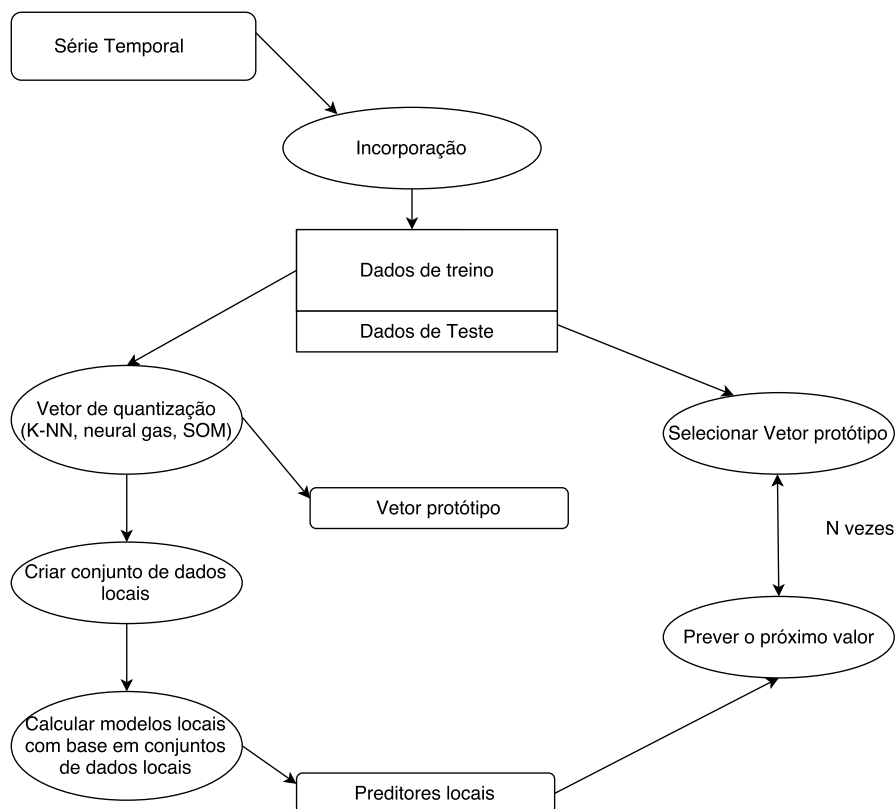 Série Temporal
Incorporação
Dados de treino
Dados de Teste
Vetor de quantização
(K-NN, neural gas, SOM)
Selecionar Vetor protótipo
Vetor protótipo
N vezes
Criar conjunto de dados
locais
Prever o próximo valor
Calcular modelos locais
com base em conjuntos
de dados locais
Preditores locais